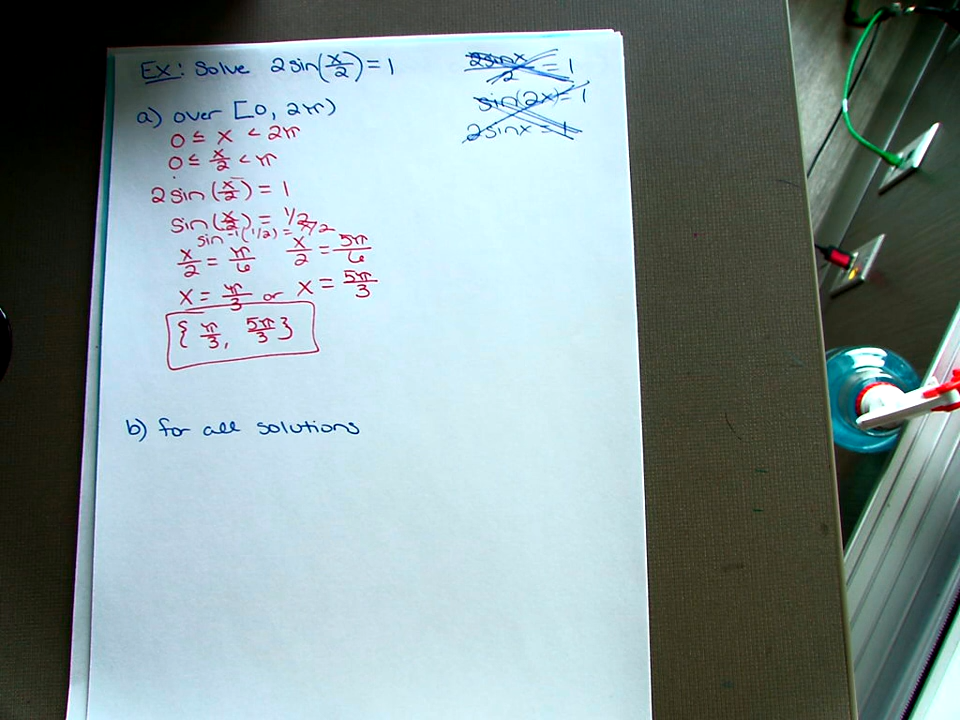 Ex: Solve 2sin(x/2) = 1
2sinx/2 = 1
sin(2x) = 1
2sinx = 1
a) over [0, 2π)
0 ≤ x < 2π
0 ≤ x/2 < π
2sin(x/2) = 1
sin(x/2) = 1/2
sin⁻¹(1/2) =
x/2 = π/6 x/2 = 5π/6
x = π/3 or x = 5π/3
{π/3, 5π/3}
b) for all solutions